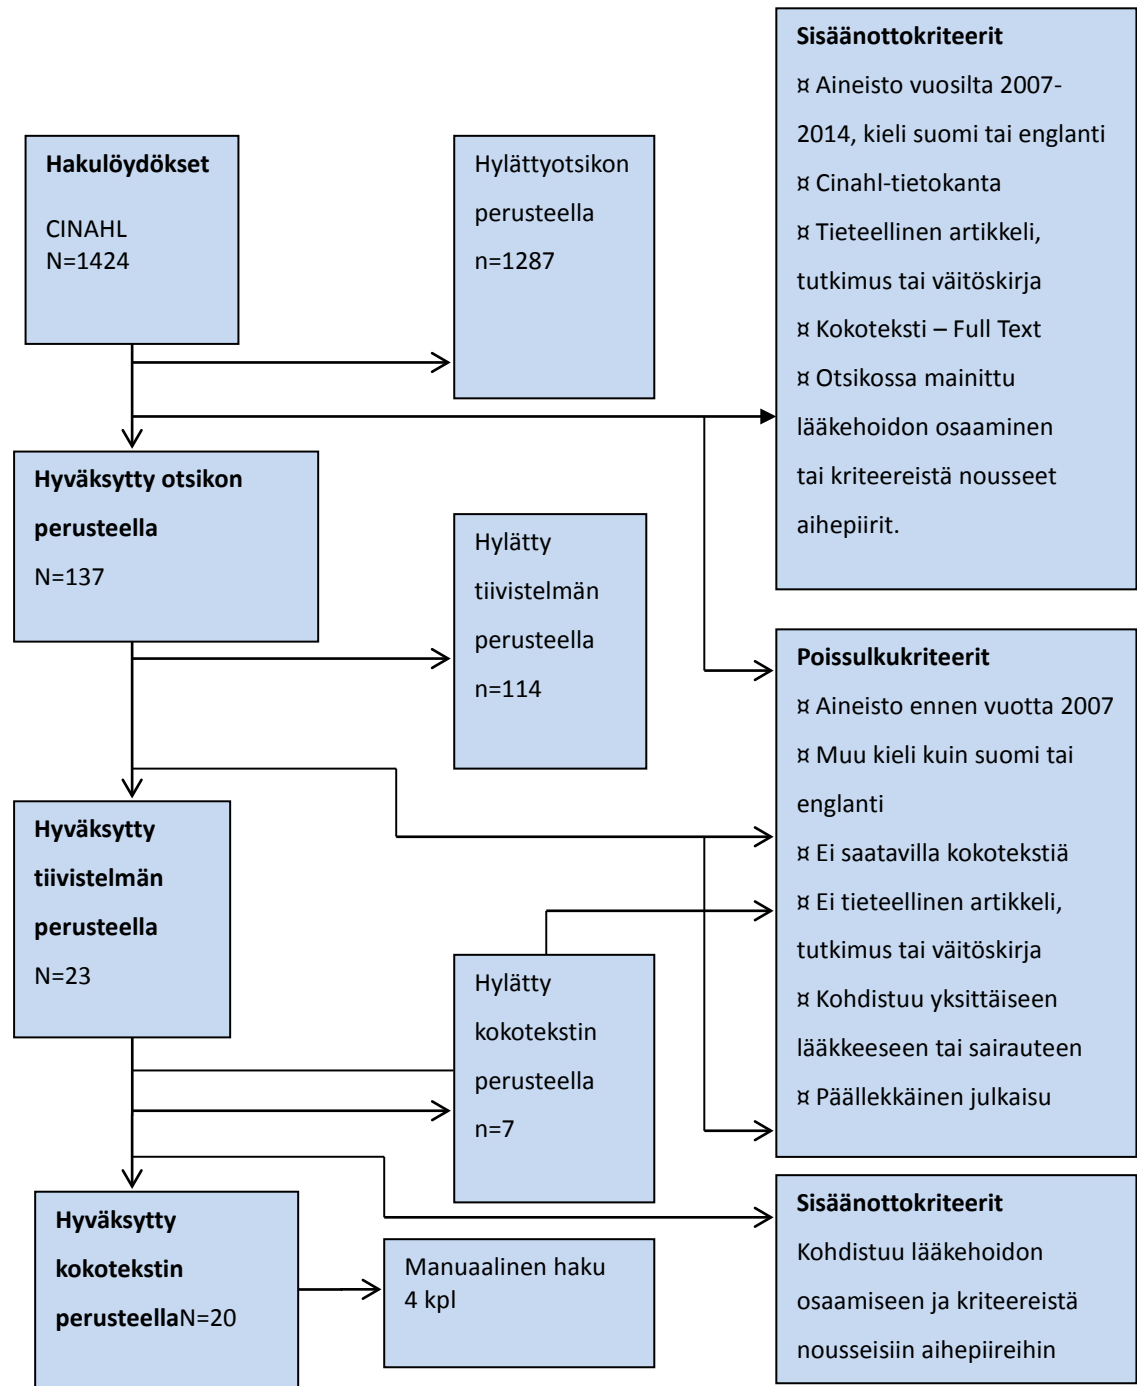 Hakulöydökset
CINAHL
N=1424
Hylättyotsikon
perusteella
n=1287
Sisäänottokriteerit
¤ Aineisto vuosilta 2007-
2014, kieli suomi tai englanti
¤ Cinahl-tietokanta
¤ Tieteellinen artikkeli,
tutkimus tai väitöskirja
¤ Kokoteksti – Full Text
¤ Otsikossa mainittu
lääkehoidon osaaminen
tai kriteereistä nousseet
aihepiirit.
Hyväksytty otsikon
perusteella
N=137
Hylätty
tiivistelmän
perusteella
n=114
Poissulkukriteerit
¤ Aineisto ennen vuotta 2007
¤ Muu kieli kuin suomi tai
englanti
¤ Ei saatavilla kokotekstiä
¤ Ei tieteellinen artikkeli,
tutkimus tai väitöskirja
¤ Kohdistuu yksittäiseen
lääkkeeseen tai sairauteen
¤ Päällekkäinen julkaisu
Hyväksytty
tiivistelmän
perusteella
N=23
Hylätty
kokotekstin
perusteella
n=7
Hyväksytty
kokotekstin
perusteellaN=20
Manuaalinen haku
4 kpl
Sisäänottokriteerit
Kohdistuu lääkehoidon
osaamiseen ja kriteereistä
nousseisiin aihepiireihin